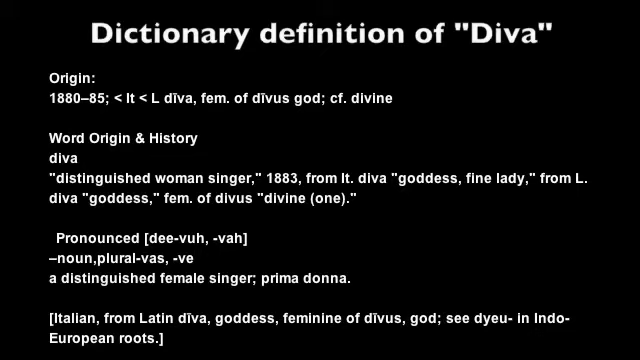 Dictionary definition of "Diva"
Origin:
1880–85; < It < L dīva, fem. of dīvus god; cf. divine
Word Origin & History
diva
"distinguished woman singer," 1883, from It. diva "goddess, fine lady," from L.
diva "goddess," fem. of divus "divine (one)."
Pronounced [dee-vuh, -vah]
–noun,plural-vas, -ve
a distinguished female singer; prima donna.
[Italian, from Latin dīva, goddess, feminine of dīvus, god; see dyeu- in Indo-
European roots.]